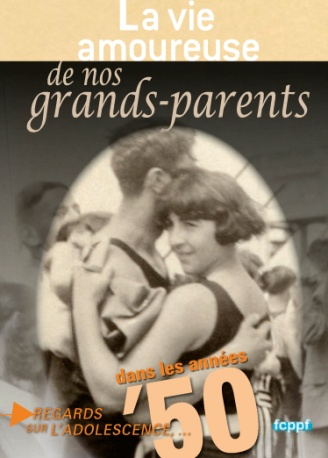 La vie
amoureuse
de nos
grands-parents
dans les années
'50
REGARDS
SUR L'ADOLESCENCE, ...
fcppf